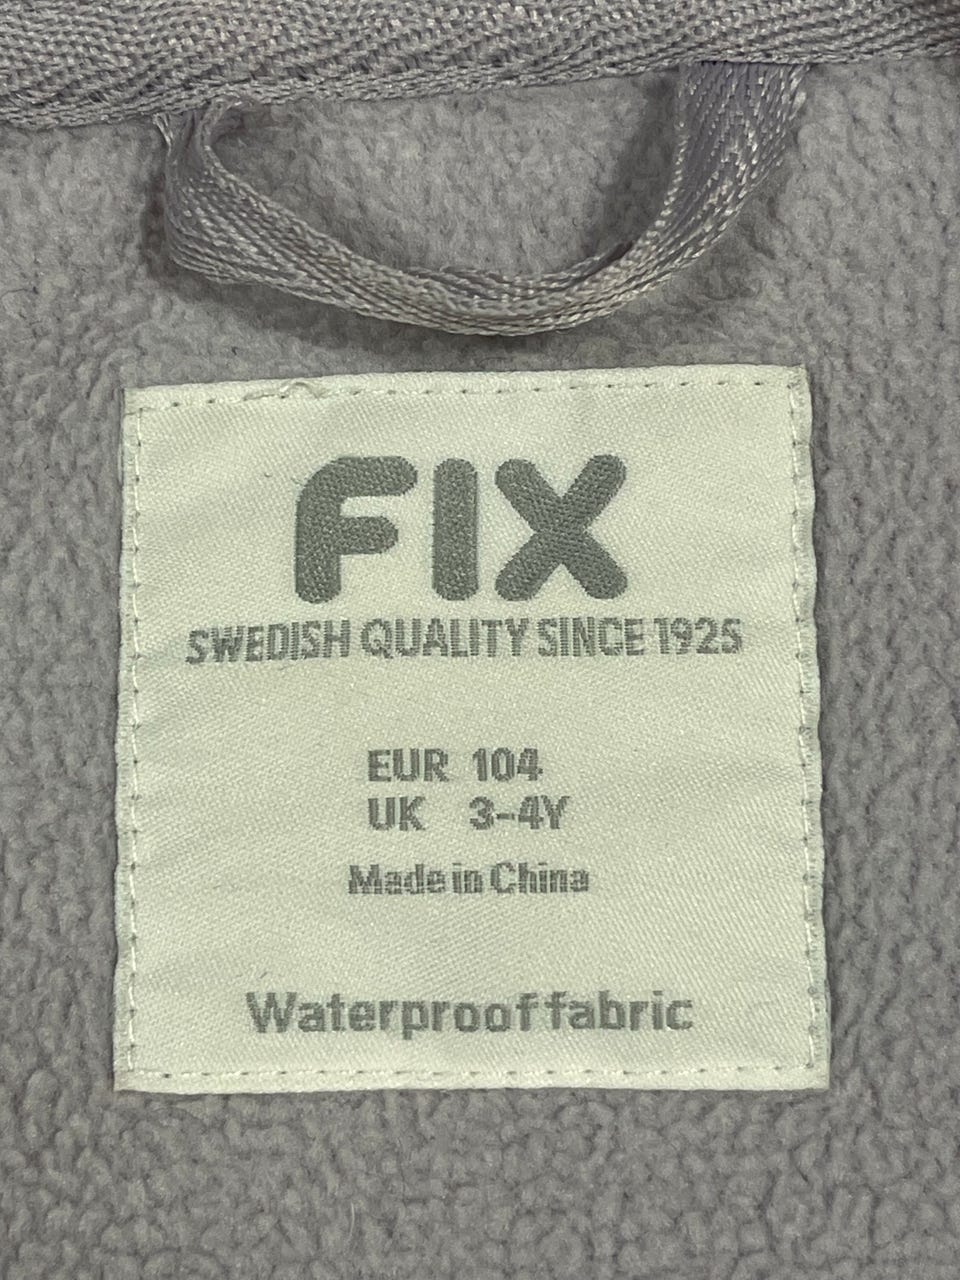 FIX
SWEDISH QUALITY SINCE 1925
EUR 104
UK 3-4Y
Made in China
Waterproof fabric